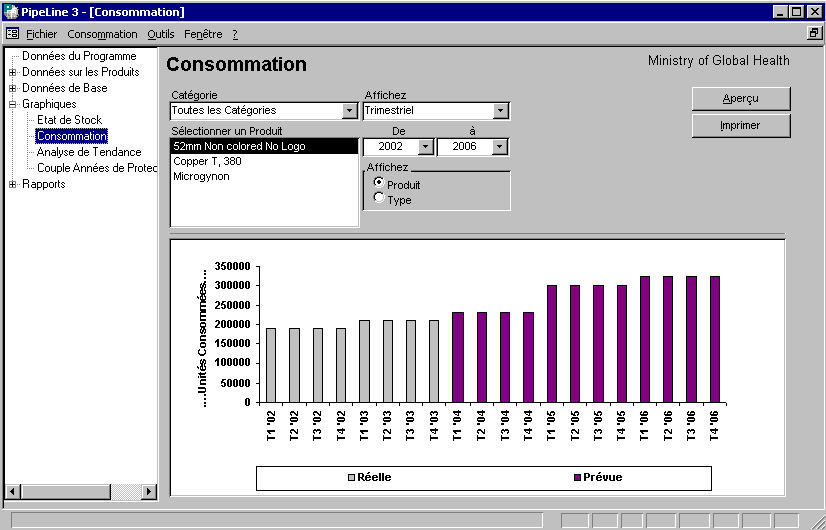 PipeLine 3 - [Consommation]
Fichier Consommation Outils Fenêtre ?
Données du Programme
Données sur les Produits
Données de Base
Graphiques
Etat de Stock
Consommation
Analyse de Tendance
Couple Années de Protec
Rapports
Consommation
Ministry of Global Health
Catégorie
Toutes les Catégories
Affichez
Trimestriel
Aperçu
Imprimer
Sélectionner un Produit
52mm Non colored No Logo
Copper T, 380
Microgynon
De
à
2002
2006
Affichez
Produit
Type
....Unités Consommées....
350000
300000
250000
200000
150000
100000
50000
0
T1 '02
T2 '02
T3 '02
T4 '02
T1 '03
T2 '03
T3 '03
T4 '03
T1 '04
T2 '04
T3 '04
T4 '04
T1 '05
T2 '05
T3 '05
T4 '05
T1 '06
T2 '06
T3 '06
T4 '06
Réelle
Prévue